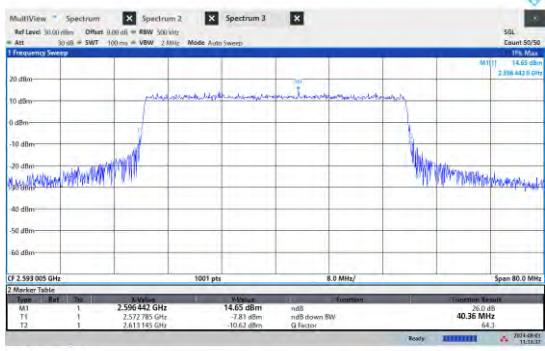 MultiView Spectrum Spectrum 2 Spectrum 3
Ref Level 30.00 dBm Offset 0.00 dB RBW 500 kHz SGL
Att 30 dB SWT 100 ms VBW 2 MHz Mode Auto Sweep Count 50/50
1 Frequency Sweep 1Pk Max
M1[1] 14.65 dBm
2.596 442 0 GHz
20 dBm
M1
10 dBm
0 dBm
-10 dBm
-20 dBm
-40 dBm
-50 dBm
-60 dBm
CF 2.593 005 GHz 1001 pts 8.0 MHz/ Span 80.0 MHz
2 Marker Table
Type Ref Trc X-Value Y-Value Function Function Result
M1 1 2.596 442 GHz 14.65 dBm ndB 26.0 dB
T1 1 2.572 785 GHz -7.81 dBm ndB down BW 40.36 MHz
T2 1 2.613 145 GHz -10.62 dBm Q Factor 64.3
Ready 2024-08-01